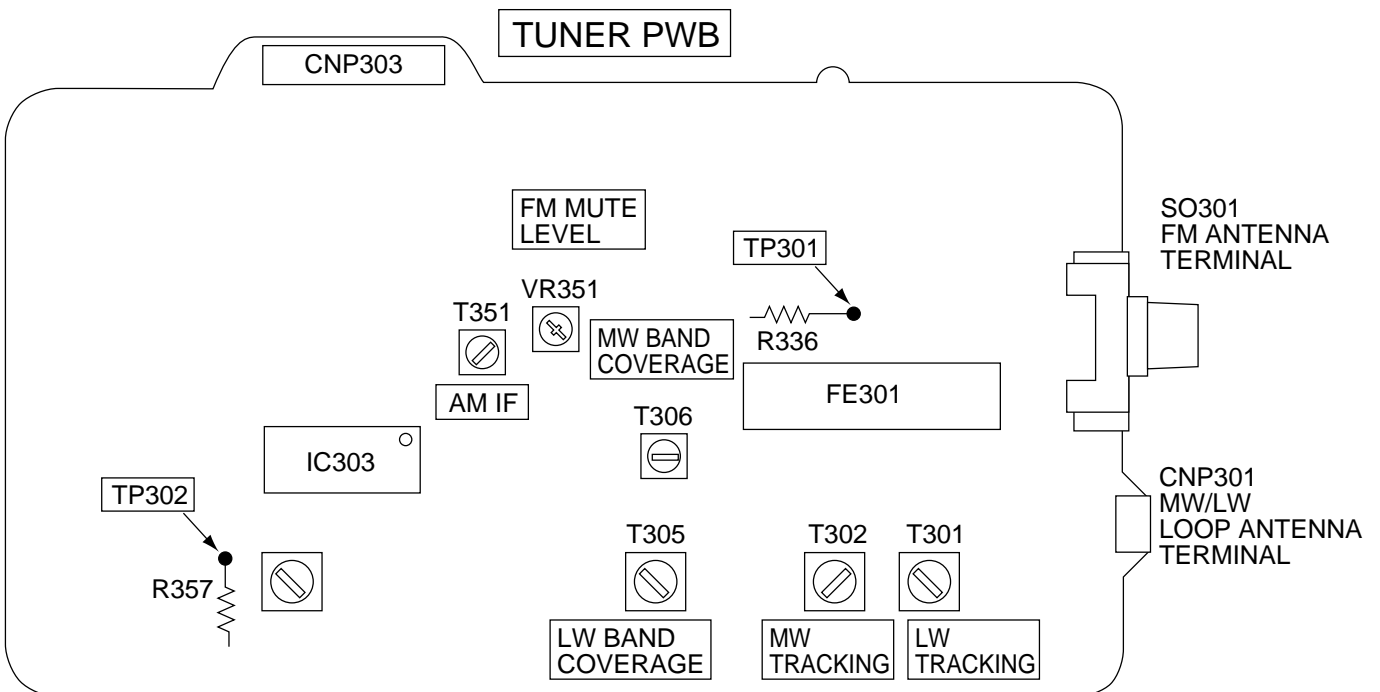 TUNER PWB
CNP303
FM MUTE
LEVEL
SO301
FM ANTENNA
TERMINAL
TP301
VR351
T351
R336
MW BAND
COVERAGE
AM IF
FE301
T306
IC303
TP302
CNP301
MW/LW
LOOP ANTENNA
TERMINAL
T305
T302
T301
R357
LW BAND
COVERAGE
MW
TRACKING
LW
TRACKING